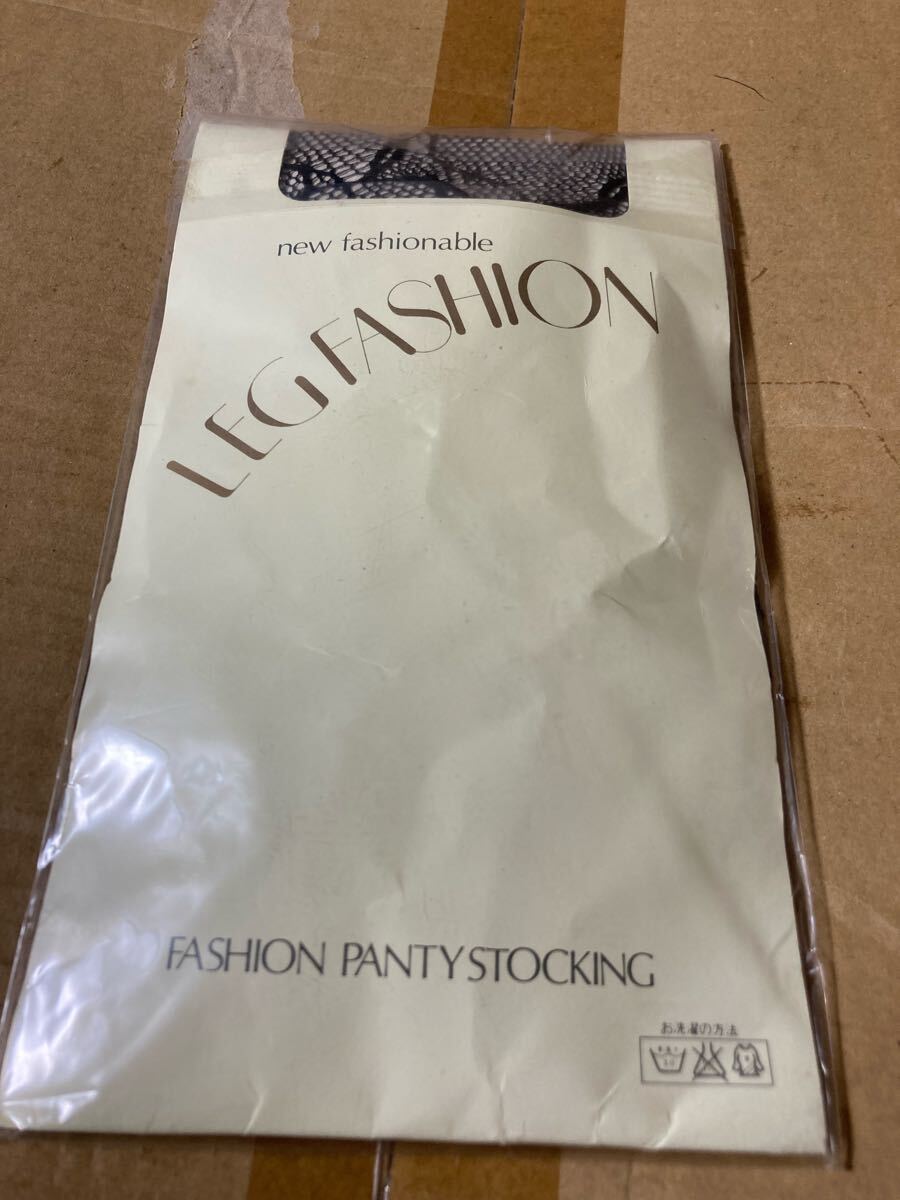 new fashionable
LEG FASHION
FASHION PANTY STOCKING
お洗濯の方法